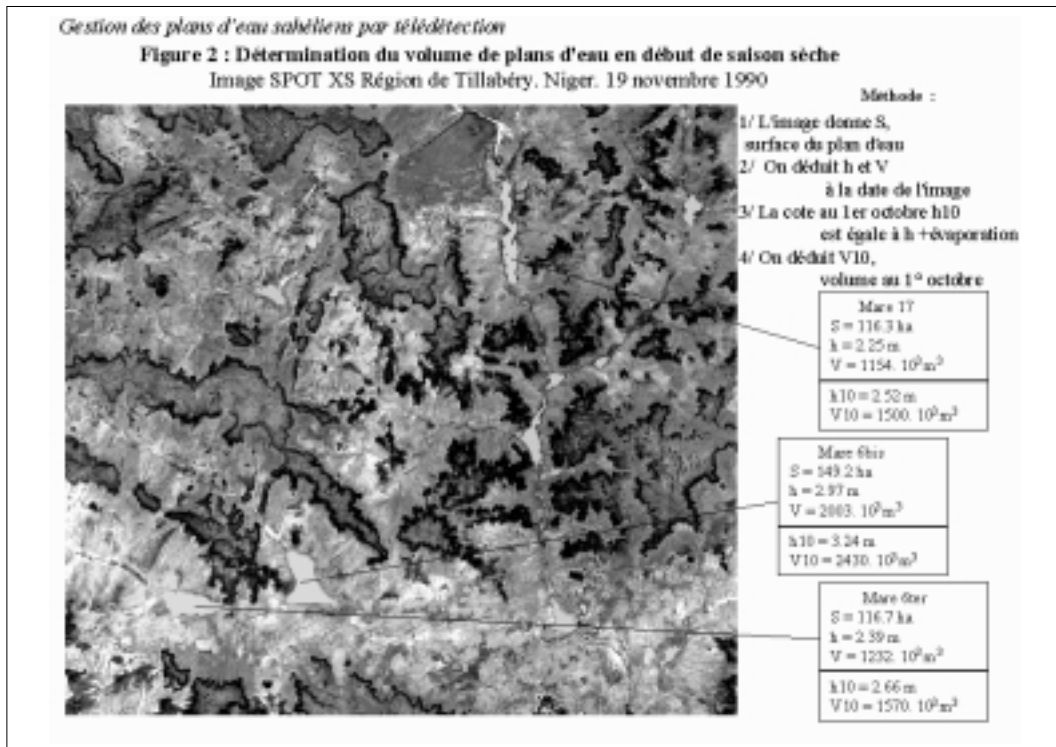 Gestion des plans d'eau sahéliens par télédétection
Figure 2 : Détermination du volume de plans d'eau en début de saison sèche
Image SPOT XS Région de Tillabéry. Niger. 19 novembre 1990
Méthode :
1/ L'image donne S,
surface du plan d'eau
2/ On déduit h et V
à la date de l'image
3/ La cote au 1er octobre h10
est égale à h +évaporation
4/ On déduit V10,
volume au 1° octobre
Mare 17
S = 116.3 ha
h = 2.25 m
V = 1154. 10³m³
h10 = 2.52 m
V10 = 1500. 10³m³
Mare 6bis
S = 149.2 ha
h = 2.97 m
V = 2003. 10³m³
h10 = 3.24 m
V10 = 2430. 10³m³
Mare 6ter
S = 116.7 ha
h = 2.39 m
V = 1232. 10³m³
h10 = 2.66 m
V10 = 1570. 10³m³